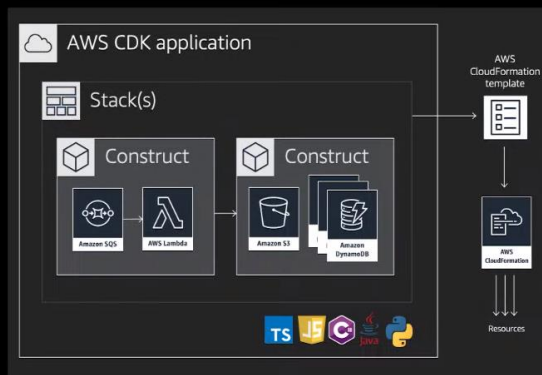 AWS CDK application
Stack(s)
Construct
Amazon SQS
AWS Lambda
Construct
Amazon S3
Amazon
DynamoDB
TS
JS
C#
Java
AWS
CloudFormation
template
AWS
CloudFormation
Resources